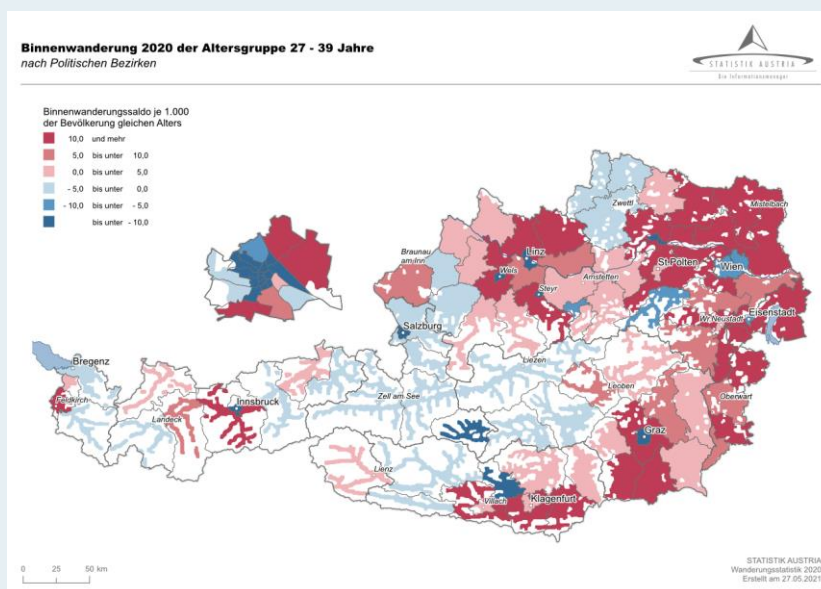 Binnenwanderung 2020 der Altersgruppe 27 - 39 Jahre
nach Politischen Bezirken
STATISTIK AUSTRIA
Die Informationsmanager
Binnenwanderungssaldo je 1.000
der Bevölkerung gleichen Alters
10,0 und mehr
5,0 bis unter 10,0
0,0 bis unter 5,0
- 5,0 bis unter 0,0
- 10,0 bis unter - 5,0
bis unter - 10,0
Zwettl
Mistelbach
Linz
Braunau
am Inn
Wels
St.Pölten
Wien
Amstetten
Steyr
Salzburg
Wr.Neustadt
Eisenstadt
Bregenz
Liezen
Feldkirch
Innsbruck
Zell am See
Leoben
Oberwart
Landeck
Graz
Lienz
Villach
Klagenfurt
0 25 50 km
STATISTIK AUSTRIA
Wanderungsstatistik 2020
Erstellt am 27.05.2021